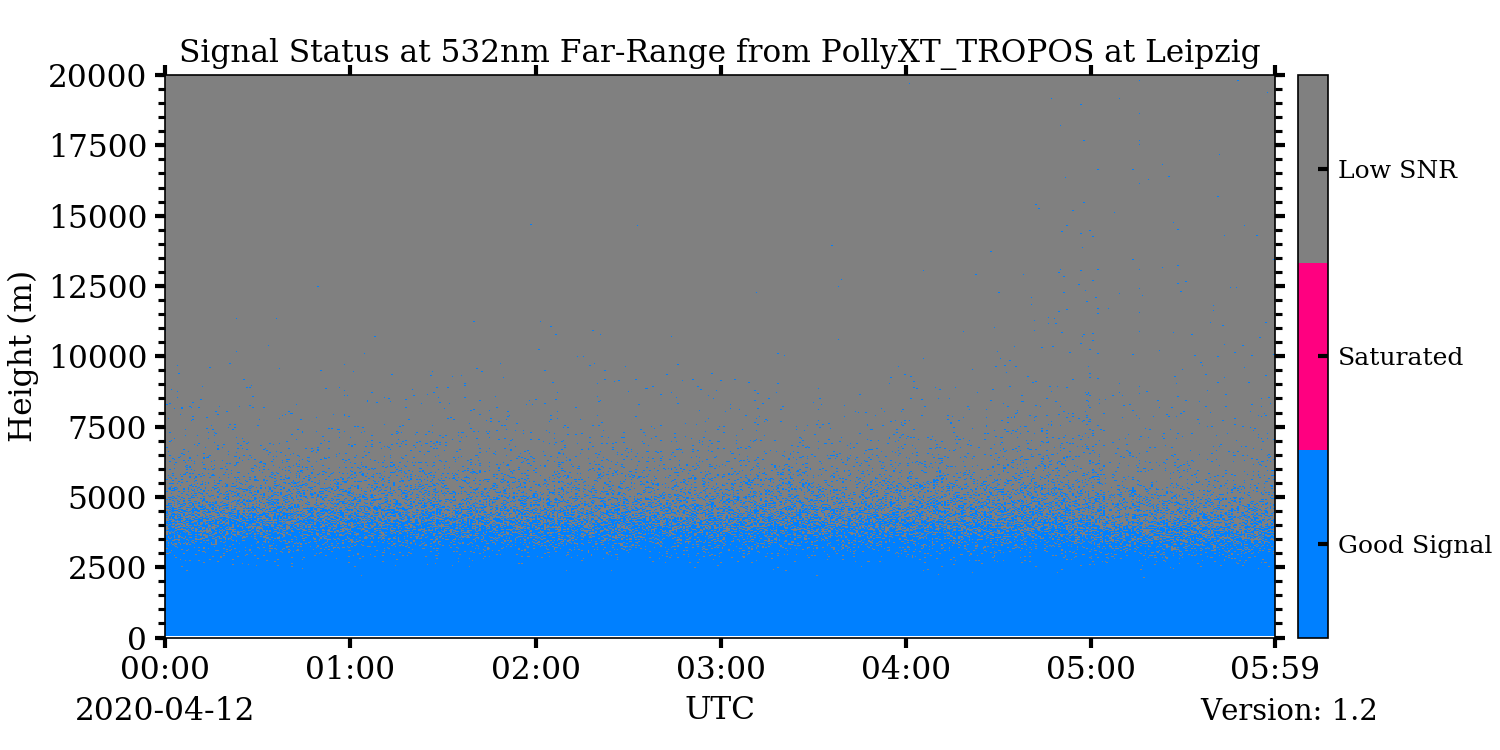 Signal Status at 532nm Far-Range from PollyXT_TROPOS at Leipzig
20000
17500
15000
12500
10000
7500
5000
2500
0
Height (m)
00:00
01:00
02:00
03:00
04:00
05:00
05:59
2020-04-12
UTC
Version: 1.2
Low SNR
Saturated
Good Signal